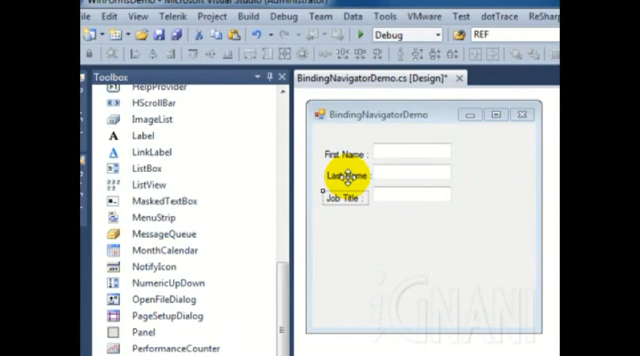 WinFormsDemo - Microsoft Visual Studio (Administrator)
Edit View Telerik Project Build Debug Team Data Tools VMware Test dotTrace ReSharp
Debug REF
Toolbox
BindingNavigatorDemo.cs [Design]*
HelpProvider
HScrollBar
ImageList
Label
LinkLabel
ListBox
ListView
MaskedTextBox
MenuStrip
MessageQueue
MonthCalendar
NotifyIcon
NumericUpDown
OpenFileDialog
PageSetupDialog
Panel
PerformanceCounter
BindingNavigatorDemo
First Name :
Last Name
Job Title :
iGNANI